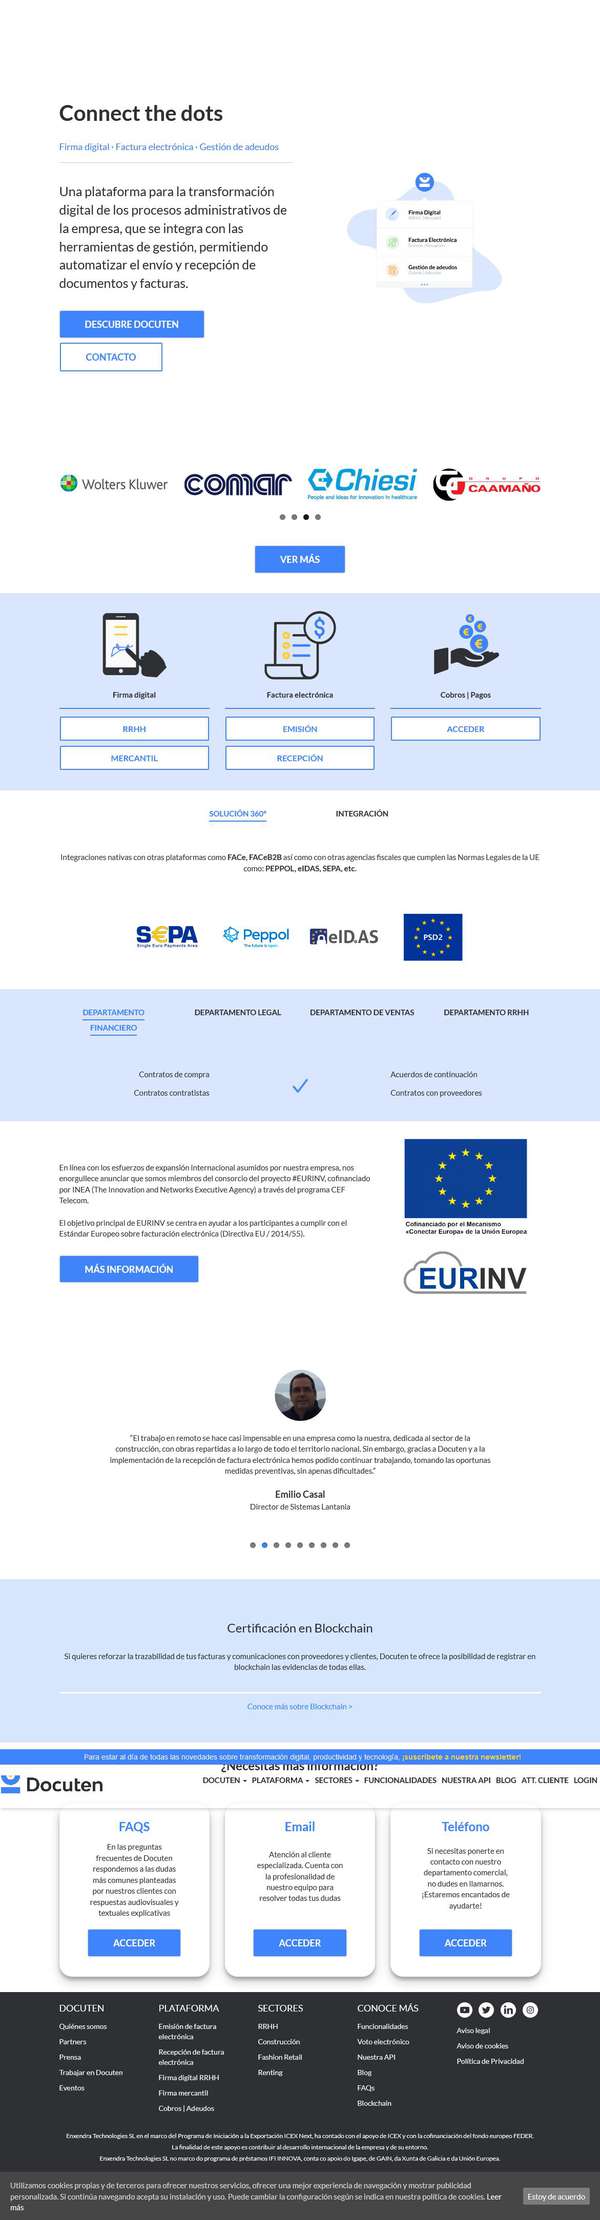 Connect the dots
Firma digital · Factura electrónica · Gestión de adeudos
Una plataforma para la transformación
digital de los procesos administrativos de
la empresa, que se integra con las
herramientas de gestión, permitiendo
automatizar el envío y recepción de
documentos y facturas.
Firma Digital
Factura Electrónica
Gestión de adeudos
DESCUBRE DOCUTEN
CONTACTO
Wolters Kluwer
comar
Chiesi
People and ideas for innovation in healthcare
GRUPO
CAAMAÑO
VER MÁS
Firma digital
Factura electrónica
Cobros | Pagos
RRHH
EMISIÓN
ACCEDER
MERCANTIL
RECEPCIÓN
SOLUCIÓN 360º
INTEGRACIÓN
Integraciones nativas con otras plataformas como FACe, FACeB2B así como con otras agencias fiscales que cumplen las Normas Legales de la UE
como: PEPPOL, eIDAS, SEPA, etc.
S€PA
Single Euro Payments Area
Peppol
The future is open
eID.AS
PSD2
DEPARTAMENTO
FINANCIERO
DEPARTAMENTO LEGAL
DEPARTAMENTO DE VENTAS
DEPARTAMENTO RRHH
Contratos de compra
Acuerdos de continuación
Contratos contratistas
Contratos con proveedores
En línea con los esfuerzos de expansión internacional asumidos por nuestra empresa, nos
enorgullece anunciar que somos miembros del consorcio del proyecto #EURINV, cofinanciado
por INEA (The Innovation and Networks Executive Agency) a través del programa CEF
Telecom.
El objetivo principal de EURINV se centra en ayudar a los participantes a cumplir con el
Estándar Europeo sobre facturación electrónica (Directiva EU / 2014/55).
MÁS INFORMACIÓN
Cofinanciado por el Mecanismo
«Conectar Europa» de la Unión Europea
EURINV
"El trabajo en remoto se hace casi impensable en una empresa como la nuestra, dedicada al sector de la
construcción, con obras repartidas a lo largo de todo el territorio nacional. Sin embargo, gracias a Docuten y a la
implementación de la recepción de factura electrónica hemos podido continuar trabajando, tomando las oportunas
medidas preventivas, sin apenas dificultades."
Emilio Casal
Director de Sistemas Lantania
Certificación en Blockchain
Si quieres reforzar la trazabilidad de tus facturas y comunicaciones con proveedores y clientes, Docuten te ofrece la posibilidad de registrar en
blockchain las evidencias de todas ellas.
Conoce más sobre Blockchain >
Para estar al día de todas las novedades sobre transformación digital, productividad y tecnología, ¡suscríbete a nuestra newsletter!
¿Necesitas más información?
Docuten
DOCUTEN PLATAFORMA SECTORES FUNCIONALIDADES NUESTRA API BLOG ATT. CLIENTE LOGIN
FAQS
En las preguntas
frecuentes de Docuten
respondemos a las dudas
más comunes planteadas
por nuestros clientes con
respuestas audiovisuales y
textuales explicativas
ACCEDER
Email
Atención al cliente
especializada. Cuenta con
la profesionalidad de
nuestro equipo para
resolver todas tus dudas
ACCEDER
Teléfono
Si necesitas ponerte en
contacto con nuestro
departamento comercial,
no dudes en llamarnos.
¡Estaremos encantados de
ayudarte!
ACCEDER
DOCUTEN
Quiénes somos
Partners
Prensa
Trabajar en Docuten
Eventos
PLATAFORMA
Emisión de factura
electrónica
Recepción de factura
electrónica
Firma digital RRHH
Firma mercantil
Cobros | Adeudos
SECTORES
RRHH
Construcción
Fashion Retail
Renting
CONOCE MÁS
Funcionalidades
Voto electrónico
Nuestra API
Blog
FAQs
Blockchain
Aviso legal
Aviso de cookies
Política de Privacidad
Enxendra Technologies SL en el marco del Programa de Iniciación a la Exportación ICEX Next, ha contado con el apoyo de ICEX y con la cofinanciación del fondo europeo FEDER.
La finalidad de este apoyo es contribuir al desarrollo internacional de la empresa y de su entorno.
Enxendra Technologies SL no marco do programa de préstamos IFI INNOVA, conta co apoio do Igape, de GAIN, da Xunta de Galicia e da Unión Europea.
Utilizamos cookies propias y de terceros para ofrecer nuestros servicios, ofrecer una mejor experiencia de navegación y mostrar publicidad
personalizada. Si continúa navegando acepta su instalación y uso. Puede cambiar la configuración según se indica en nuestra política de cookies. Leer
más
Estoy de acuerdo